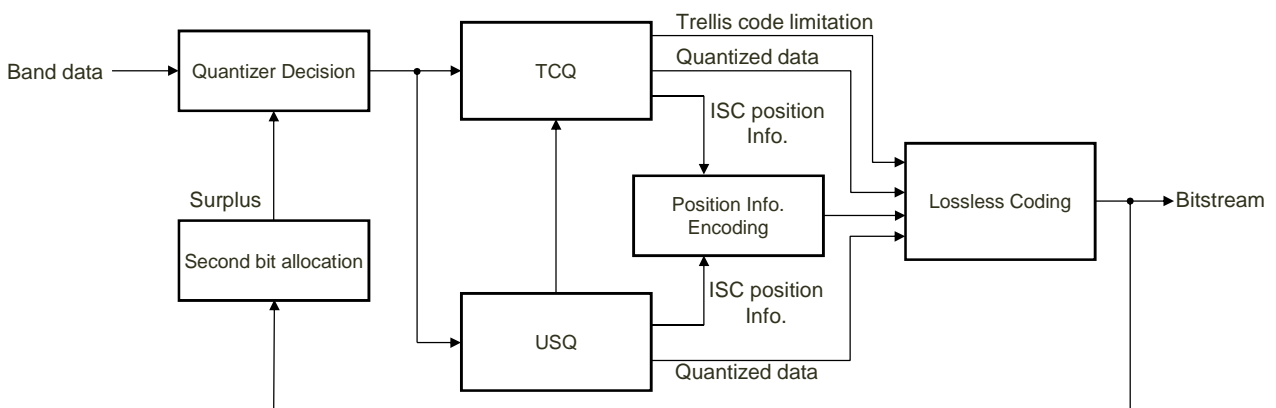 Trellis code limitation
Band data
Quantizer Decision
TCQ
Quantized data
ISC position
Info.
Surplus
Position Info.
Encoding
Lossless Coding
Bitstream
Second bit allocation
ISC position
Info.
USQ
Quantized data